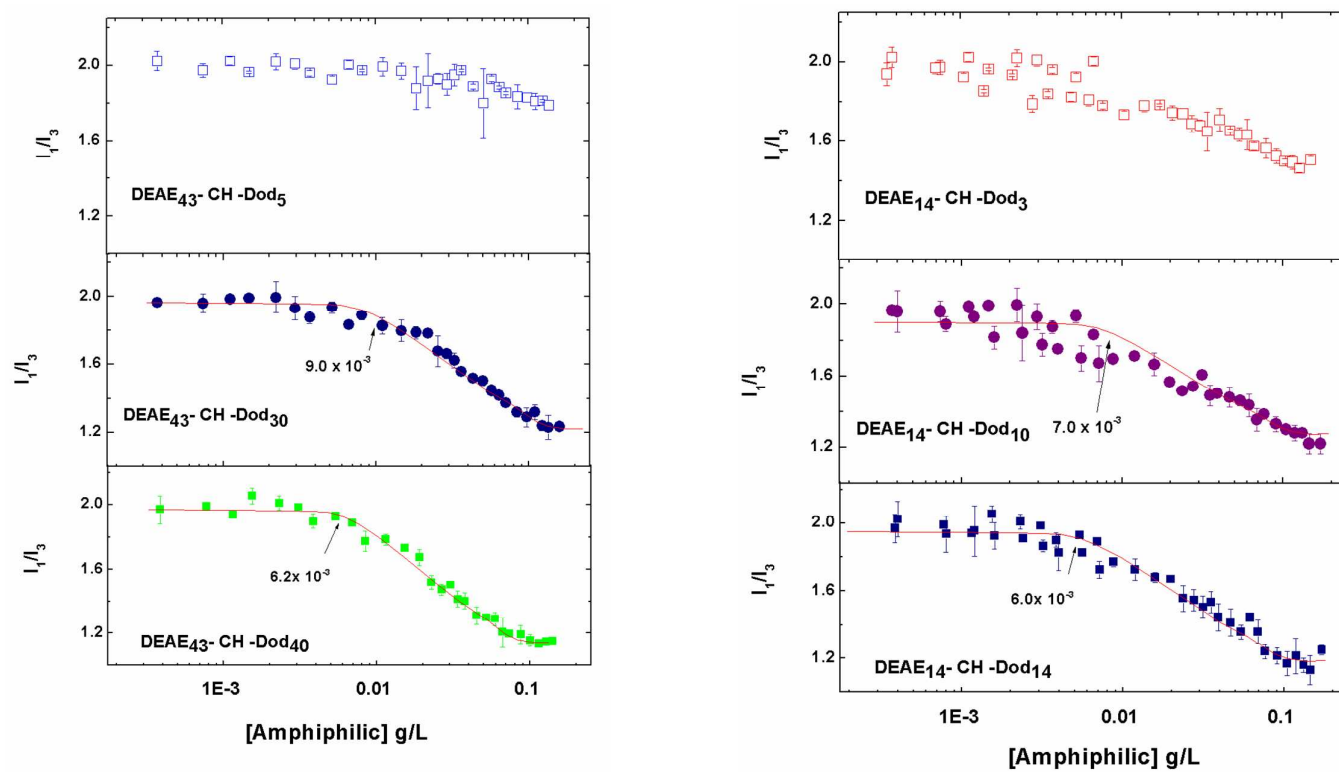 2.0
1.6
1.2
I1/I3
DEAE43- CH -Dod5
2.0
1.6
1.2
I1/I3
9.0 x 10-3
DEAE43- CH -Dod30
2.0
1.6
1.2
I1/I3
6.2x 10-3
DEAE43- CH -Dod40
1E-3 0.01 0.1
[Amphiphilic] g/L
2.0
1.6
1.2
I1/I3
DEAE14- CH -Dod3
2.0
1.6
1.2
I1/I3
7.0 x 10-3
DEAE14- CH -Dod10
2.0
1.6
1.2
I1/I3
6.0x 10-3
DEAE14- CH -Dod14
1E-3 0.01 0.1
[Amphiphilic] g/L